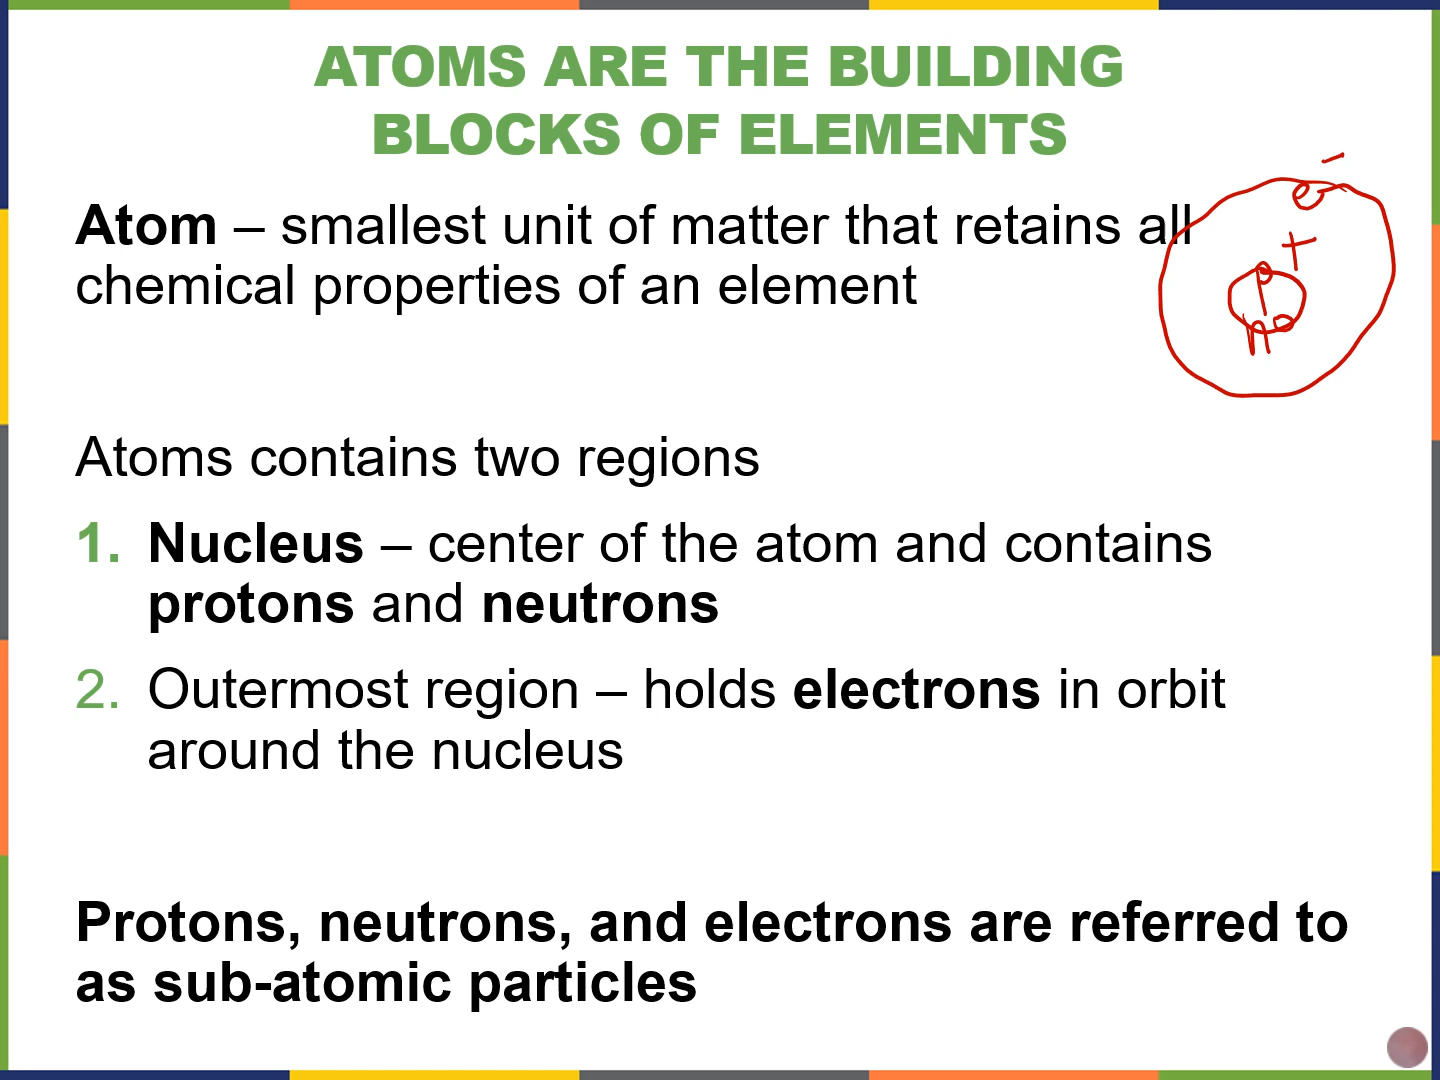 ATOMS ARE THE BUILDING
BLOCKS OF ELEMENTS
Atom – smallest unit of matter that retains all
chemical properties of an element
e⁻
p⁺
n⁰
Atoms contains two regions
1. Nucleus – center of the atom and contains
protons and neutrons
2. Outermost region – holds electrons in orbit
around the nucleus
Protons, neutrons, and electrons are referred to
as sub-atomic particles